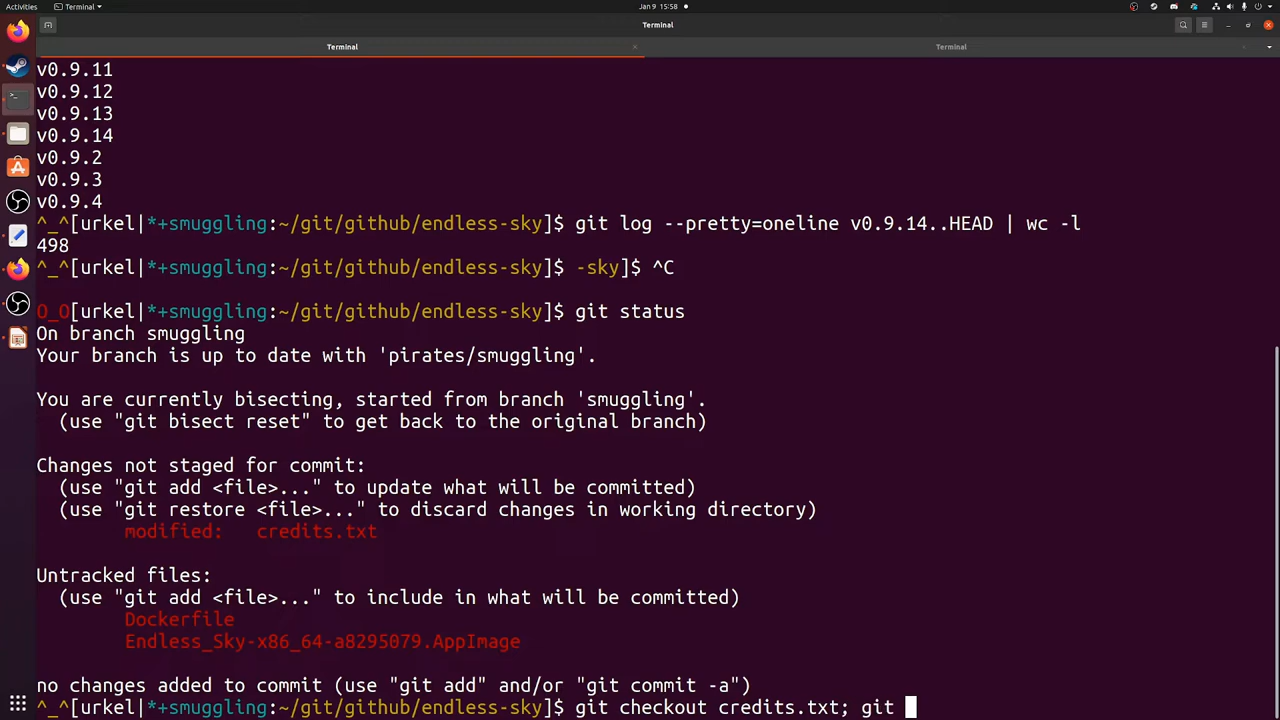 Activities
Terminal
Jan 9 15:58
Terminal
Terminal
Terminal
v0.9.11
v0.9.12
v0.9.13
v0.9.14
v0.9.2
v0.9.3
v0.9.4
^_^[urkel|*+smuggling:~/git/github/endless-sky]$ git log --pretty=oneline v0.9.14..HEAD | wc -l
498
^_^[urkel|*+smuggling:~/git/github/endless-sky]$ -sky]$ ^C
O_O[urkel|*+smuggling:~/git/github/endless-sky]$ git status
On branch smuggling
Your branch is up to date with 'pirates/smuggling'.
You are currently bisecting, started from branch 'smuggling'.
(use "git bisect reset" to get back to the original branch)
Changes not staged for commit:
(use "git add <file>..." to update what will be committed)
(use "git restore <file>..." to discard changes in working directory)
modified: credits.txt
Untracked files:
(use "git add <file>..." to include in what will be committed)
Dockerfile
Endless_Sky-x86_64-a8295079.AppImage
no changes added to commit (use "git add" and/or "git commit -a")
^_^[urkel|*+smuggling:~/git/github/endless-sky]$ git checkout credits.txt; git